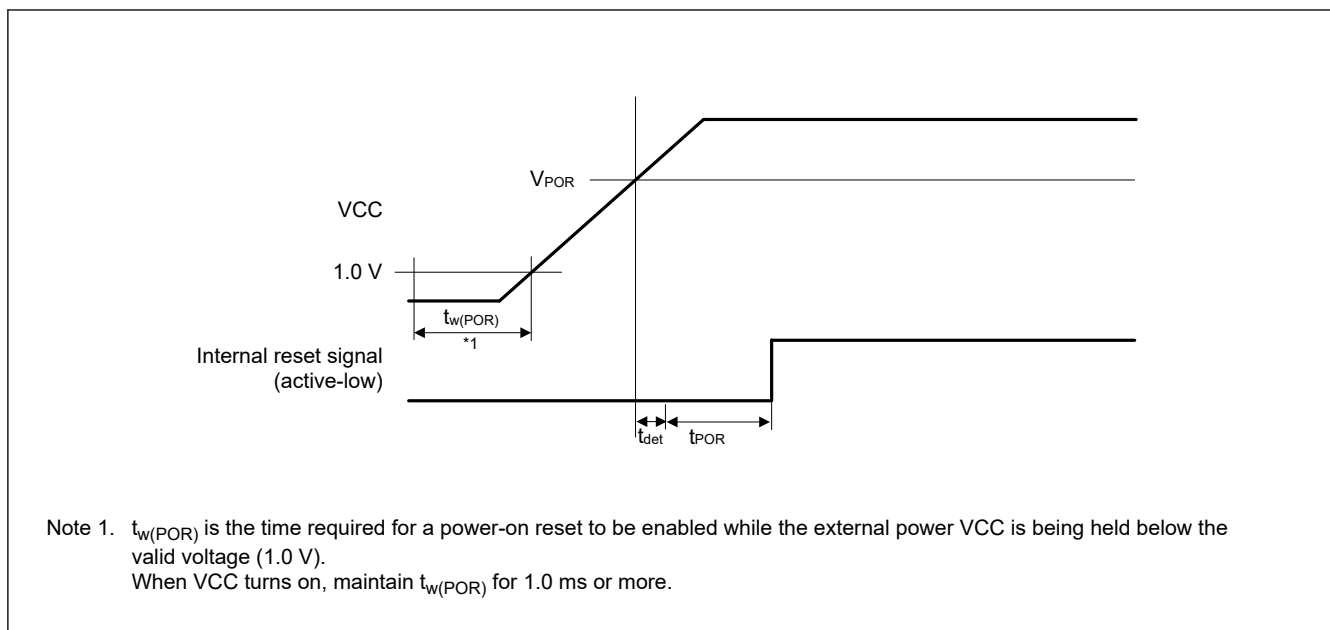 VPOR
VCC
1.0 V
tw(POR)
*1
Internal reset signal
(active-low)
tdet
tPOR
Note 1. tw(POR) is the time required for a power-on reset to be enabled while the external power VCC is being held below the
valid voltage (1.0 V).
When VCC turns on, maintain tw(POR) for 1.0 ms or more.